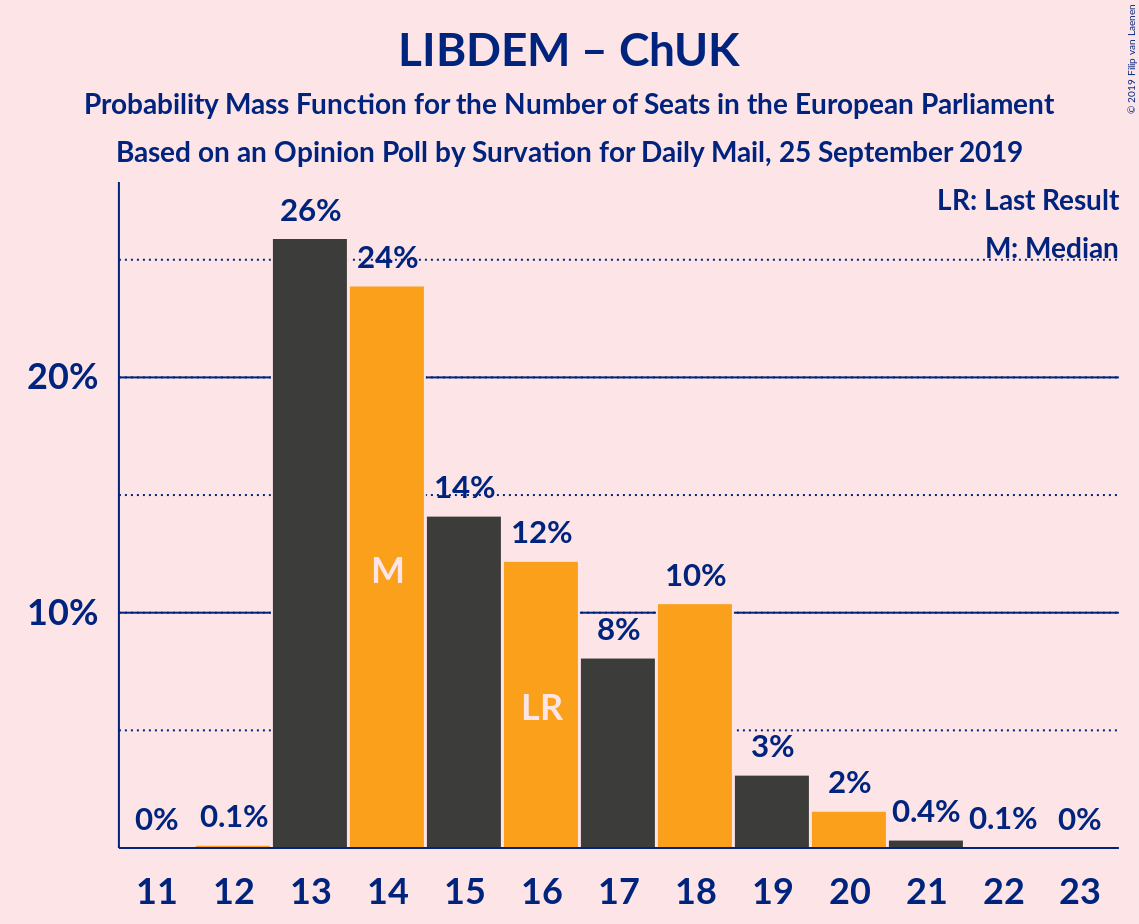 LIBDEM – ChUK
Probability Mass Function for the Number of Seats in the European Parliament
Based on an Opinion Poll by Survation for Daily Mail, 25 September 2019
© 2019 Filip van Laenen
LR: Last Result
M: Median
26%
24%
20%
14%
12%
M
10%
10%
8%
LR
3%
2%
0%
0.1%
0.4%
0.1%
0%
11 12 13 14 15 16 17 18 19 20 21 22 23